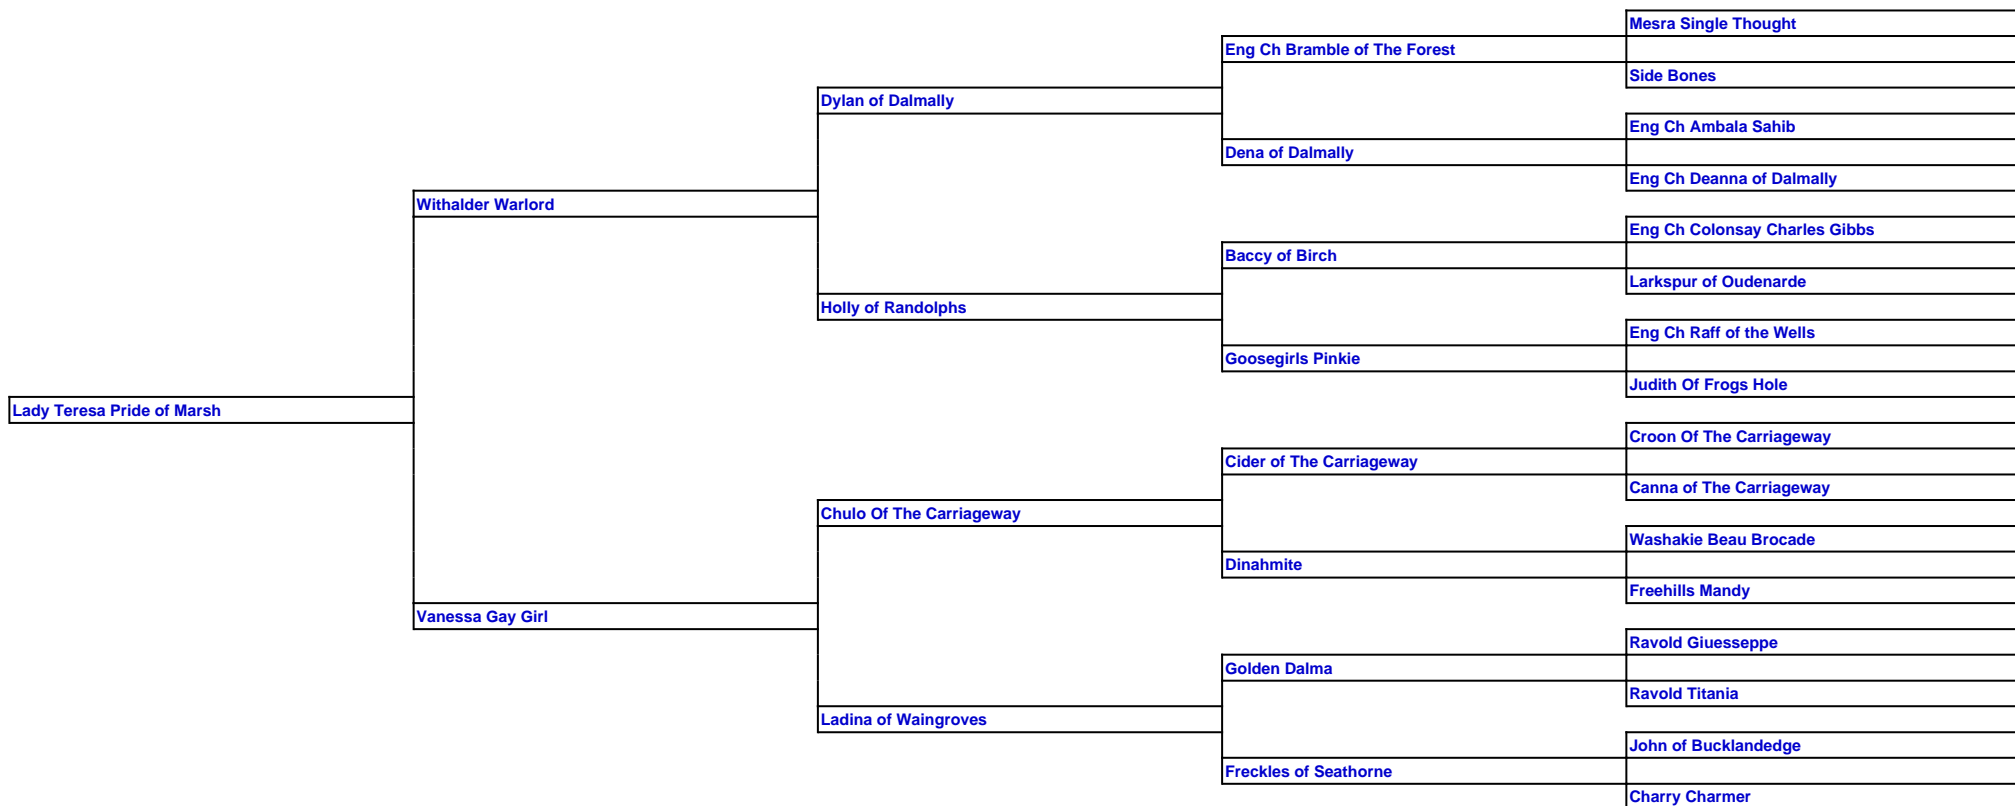 Mesra Single Thought
Eng Ch Bramble of The Forest
Side Bones
Dylan of Dalmally
Eng Ch Ambala Sahib
Dena of Dalmally
Eng Ch Deanna of Dalmally
Withalder Warlord
Eng Ch Colonsay Charles Gibbs
Baccy of Birch
Larkspur of Oudenarde
Holly of Randolphs
Eng Ch Raff of the Wells
Goosegirls Pinkie
Judith Of Frogs Hole
Lady Teresa Pride of Marsh
Croon Of The Carriageway
Cider of The Carriageway
Canna of The Carriageway
Chulo Of The Carriageway
Washakie Beau Brocade
Dinahmite
Freehills Mandy
Vanessa Gay Girl
Ravold Giuesseppe
Golden Dalma
Ravold Titania
Ladina of Waingroves
John of Bucklandedge
Freckles of Seathorne
Charry Charmer